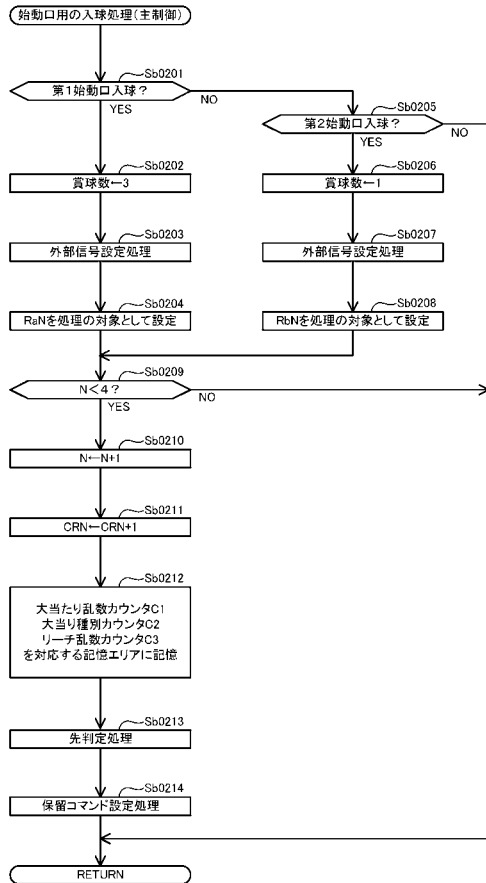 始動口用の入球処理(主制御)
Sb0201
第1始動口入球？
YES
NO
Sb0205
第2始動口入球？
YES
NO
Sb0202
賞球数←3
Sb0206
賞球数←1
Sb0203
外部信号設定処理
Sb0207
外部信号設定処理
Sb0204
RaNを処理の対象として設定
Sb0208
RbNを処理の対象として設定
Sb0209
N＜4？
YES
NO
Sb0210
N←N+1
Sb0211
CRN←CRN+1
Sb0212
大当たり乱数カウンタC1
大当り種別カウンタC2
リーチ乱数カウンタC3
を対応する記憶エリアに記憶
Sb0213
先判定処理
Sb0214
保留コマンド設定処理
RETURN